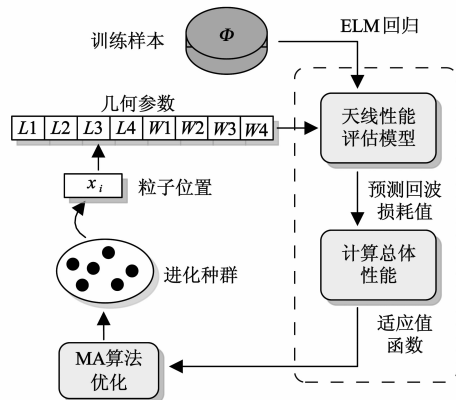 训练样本
Φ
ELM回归
几何参数
L1 L2 L3 L4 W1 W2 W3 W4
天线性能
评估模型
xi
粒子位置
预测回波
损耗值
进化种群
计算总体
性能
适应值
函数
MA算法
优化